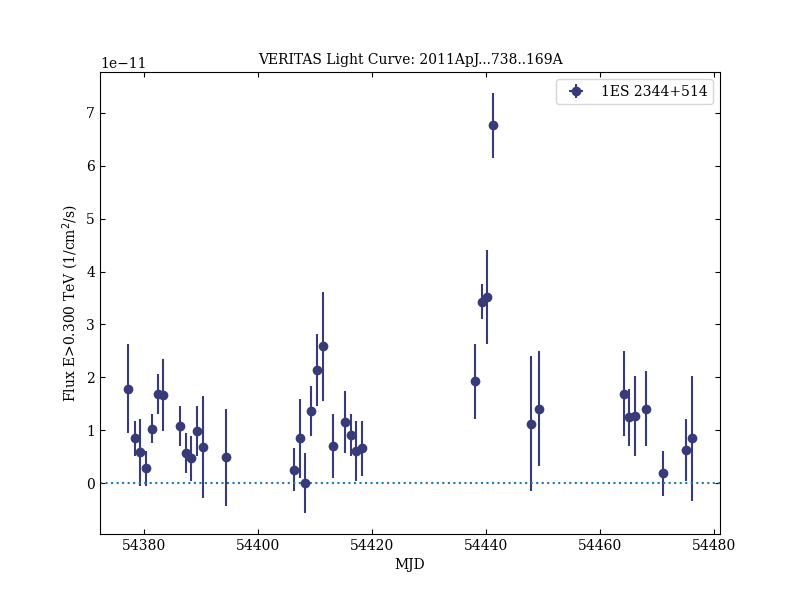 VERITAS Light Curve: 2011ApJ...738..169A
1e−11
1ES 2344+514
7
6
5
4
3
2
1
0
Flux E>0.300 TeV (1/cm²/s)
54380 54400 54420 54440 54460 54480
MJD